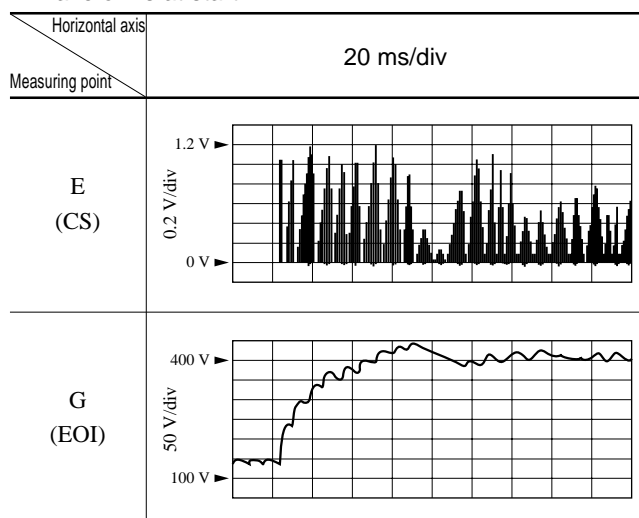 Horizontal axis
Measuring point
20 ms/div
E
(CS)
1.2 V
0.2 V/div
0 V
G
(EOI)
400 V
50 V/div
100 V